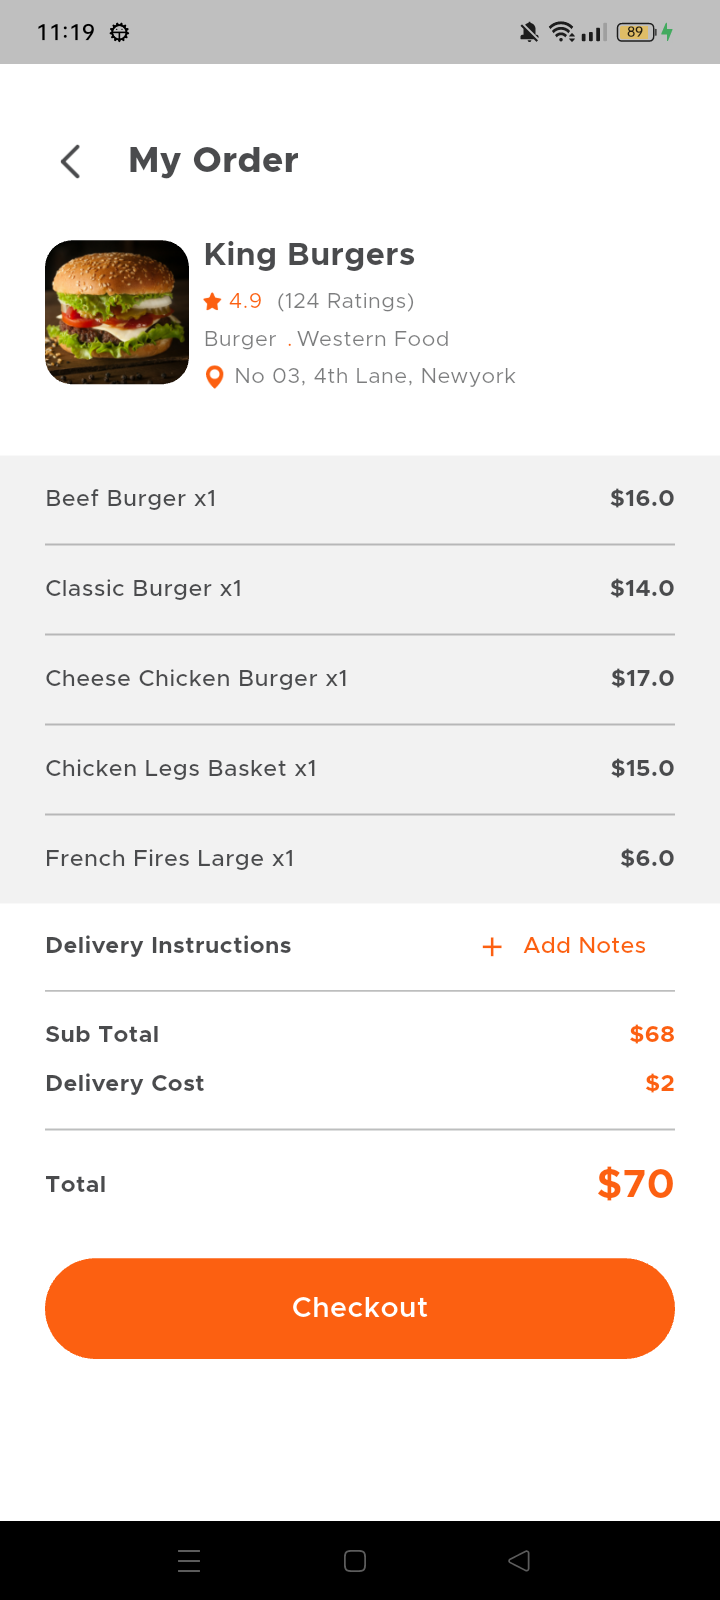 11:19
89
My Order
King Burgers
4.9 (124 Ratings)
Burger . Western Food
No 03, 4th Lane, Newyork
Beef Burger x1 $16.0
Classic Burger x1 $14.0
Cheese Chicken Burger x1 $17.0
Chicken Legs Basket x1 $15.0
French Fires Large x1 $6.0
Delivery Instructions + Add Notes
Sub Total $68
Delivery Cost $2
Total $70
Checkout